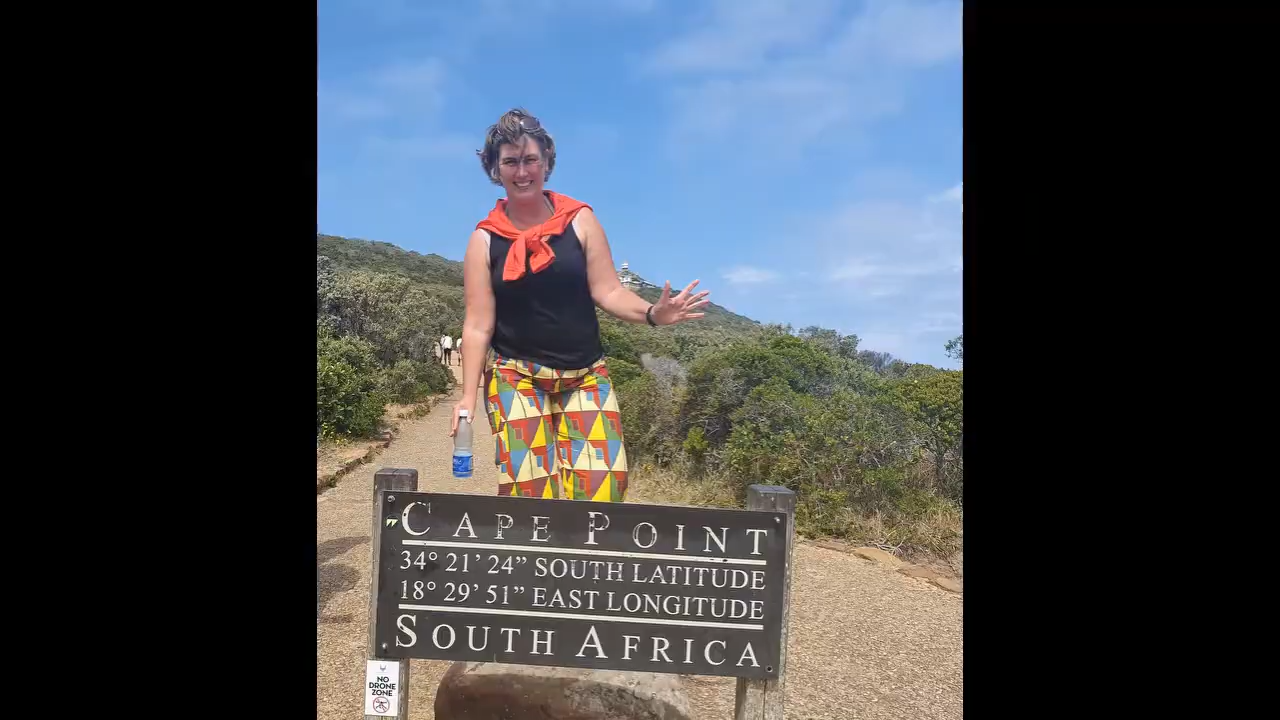 CAPE POINT
34° 21' 24" SOUTH LATITUDE
18° 29' 51" EAST LONGITUDE
SOUTH AFRICA
NO
DRONE
ZONE